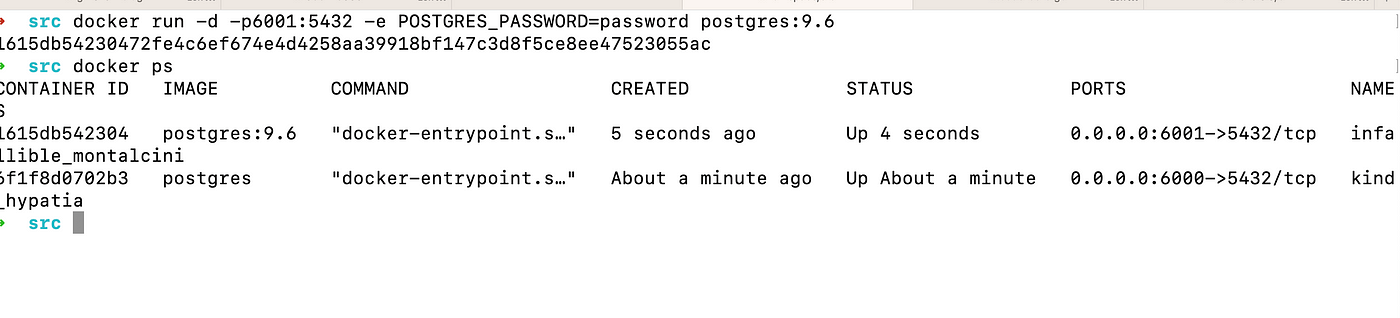 ➜  src docker run -d -p6001:5432 -e POSTGRES_PASSWORD=password postgres:9.6
1615db54230472fe4c6ef674e4d4258aa39918bf147c3d8f5ce8ee47523055ac
➜  src docker ps
CONTAINER ID   IMAGE          COMMAND                  CREATED              STATUS              PORTS                    NAME
S
1615db542304   postgres:9.6   "docker-entrypoint.s…"   5 seconds ago        Up 4 seconds        0.0.0.0:6001->5432/tcp   infa
llible_montalcini
6f1f8d0702b3   postgres       "docker-entrypoint.s…"   About a minute ago   Up About a minute   0.0.0.0:6000->5432/tcp   kind
_hypatia
➜  src